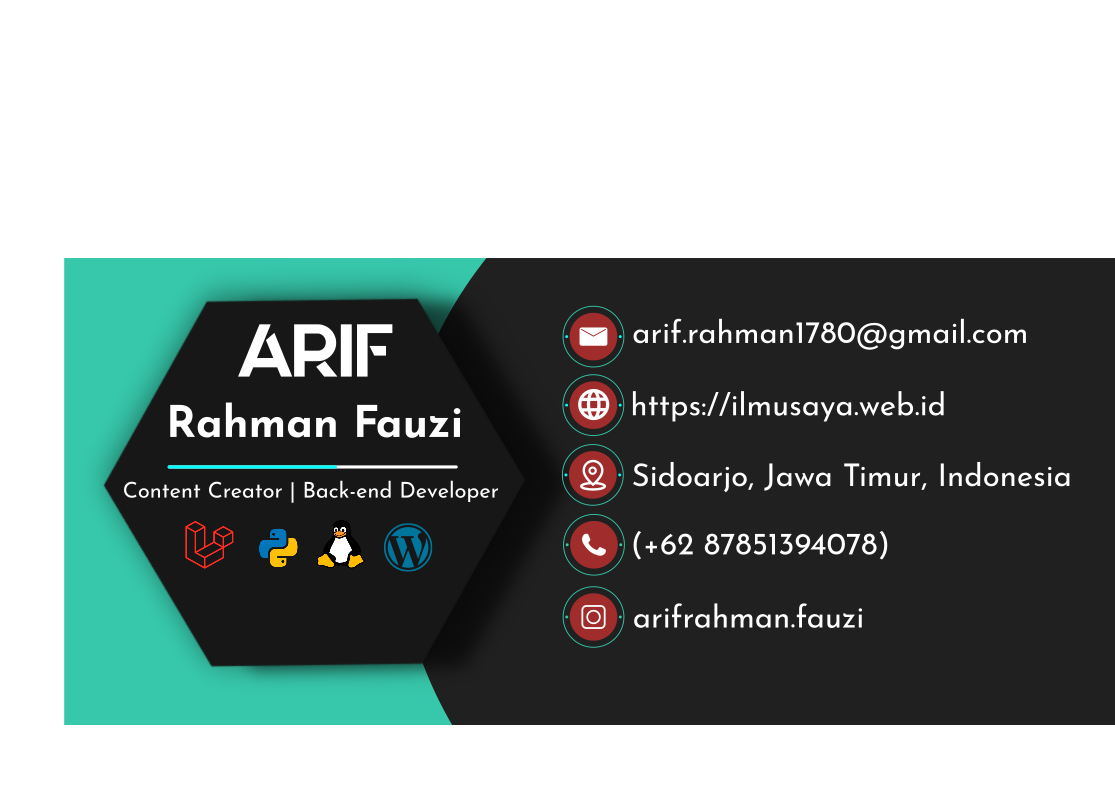 ARIF
Rahman Fauzi
Content Creator | Back-end Developer
arif.rahman1780@gmail.com
https://ilmusaya.web.id
Sidoarjo, Jawa Timur, Indonesia
(+62 87851394078)
arifrahman.fauzi